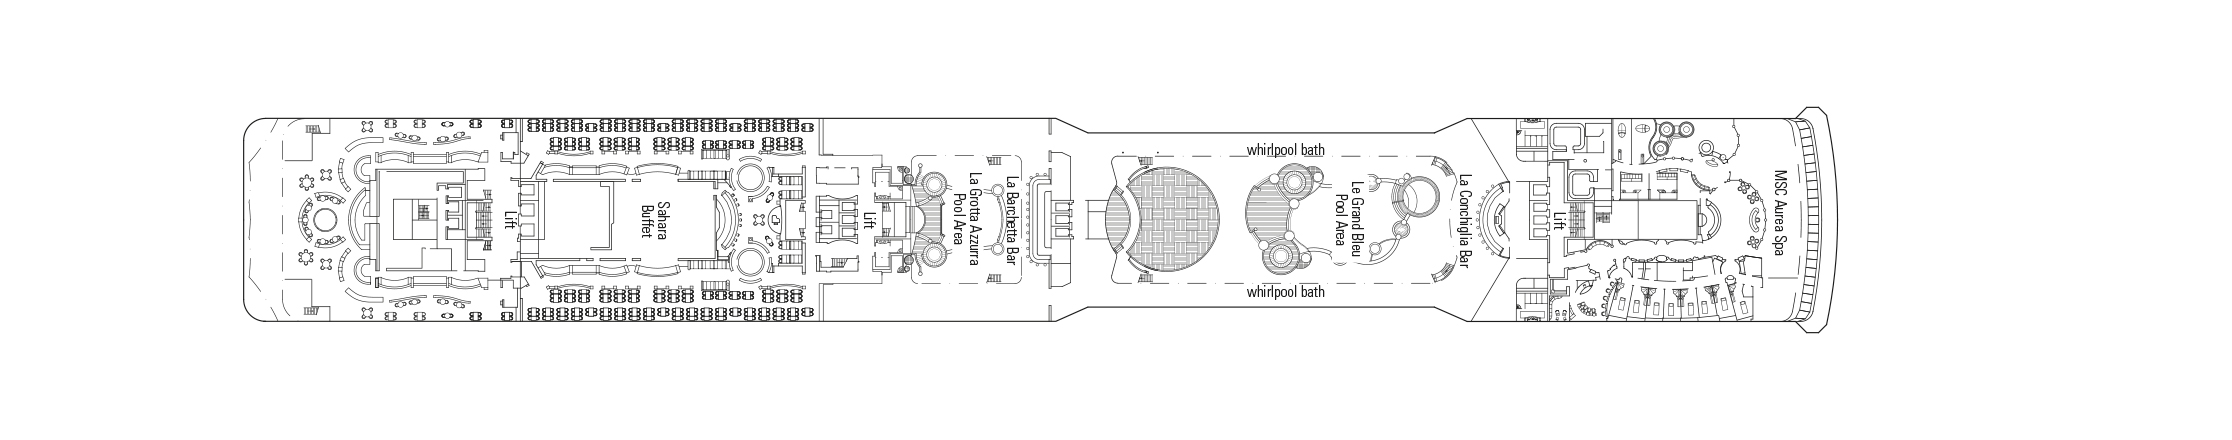 Lift
Sahara
Buffet
Lift
La Grotta Azzurra
Pool Area
La Barchetta Bar
whirlpool bath
whirlpool bath
Le Grand Bleu
Pool Area
La Conchiglia Bar
Lift
MSC Aurea Spa